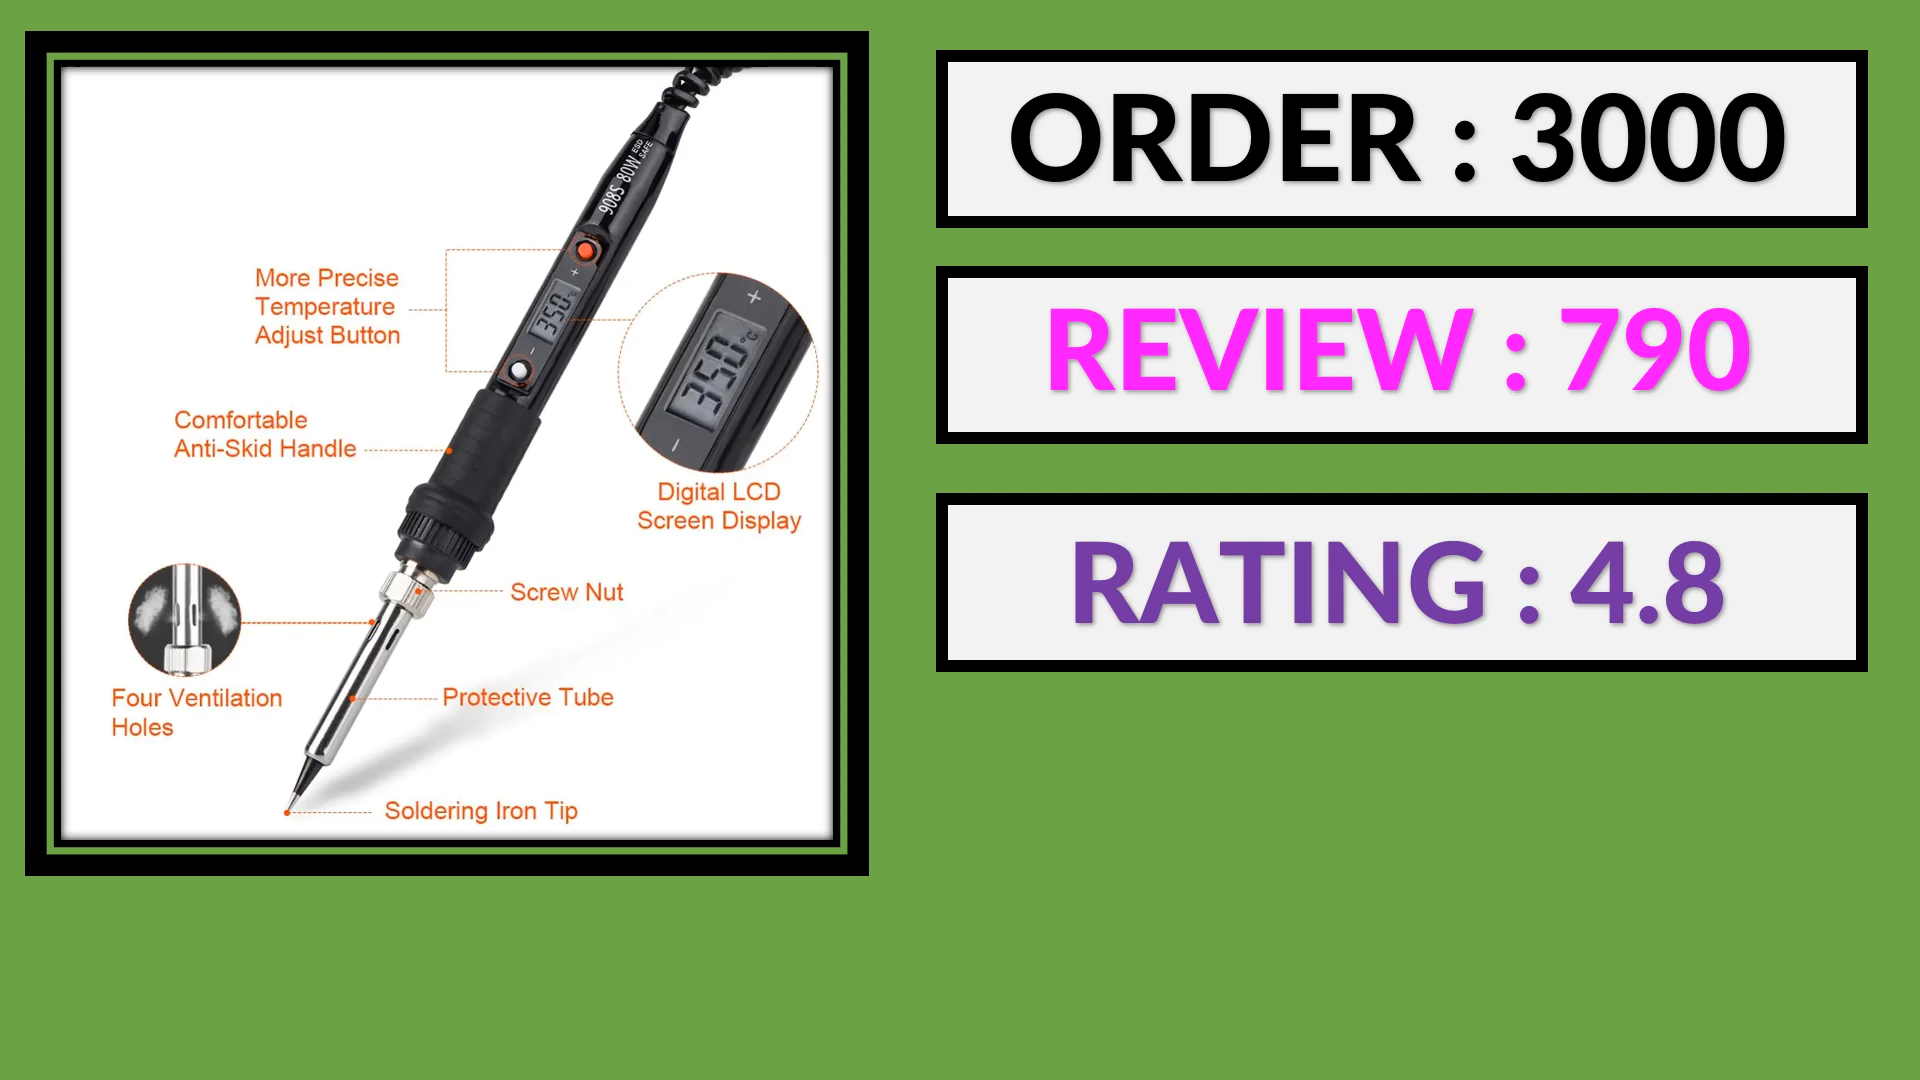 908S 80W ESD
SAFE
+
350 °C
-
More Precise
Temperature
Adjust Button
+
350 °C
-
Comfortable
Anti-Skid Handle
Digital LCD
Screen Display
Screw Nut
Four Ventilation
Holes
Protective Tube
Soldering Iron Tip
ORDER : 3000
REVIEW : 790
RATING : 4.8